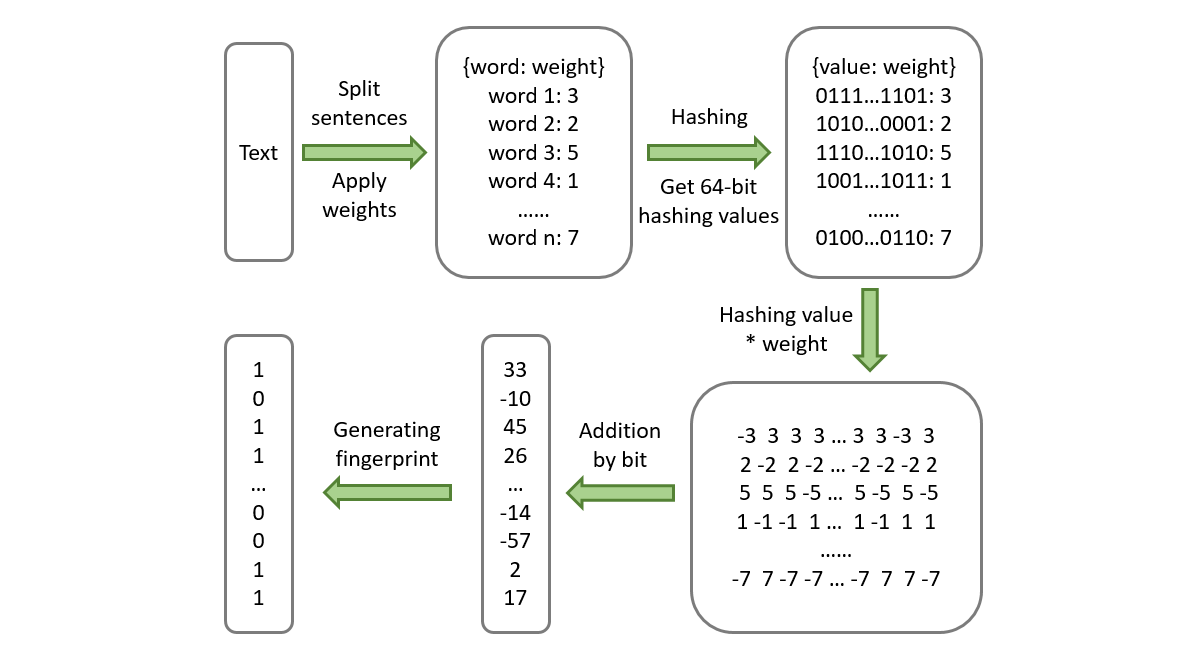 Text
Split
sentences
Apply
weights
{word: weight}
word 1: 3
word 2: 2
word 3: 5
word 4: 1
......
word n: 7
Hashing
Get 64-bit
hashing values
{value: weight}
0111...1101: 3
1010...0001: 2
1110...1010: 5
1001...1011: 1
......
0100...0110: 7
Hashing value
* weight
-3 3 3 3 ... 3 3 -3 3
2 -2 2 -2 ... -2 -2 -2 2
5 5 5 -5 ... 5 -5 5 -5
1 -1 -1 1 ... 1 -1 1 1
......
-7 7 -7 -7 ... -7 7 7 -7
Addition
by bit
33
-10
45
26
...
-14
-57
2
17
Generating
fingerprint
1
0
1
1
...
0
0
1
1